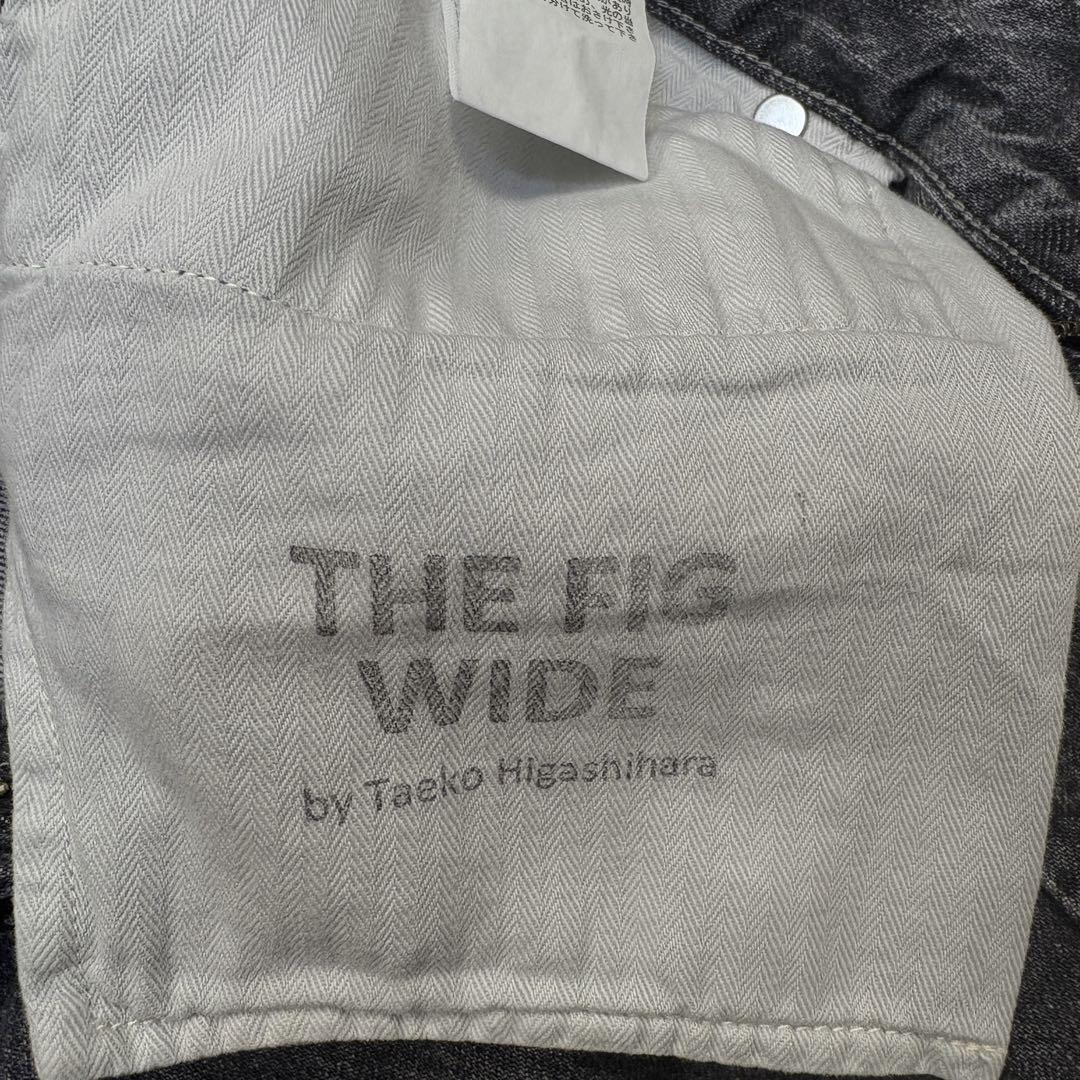 THE FIG
WIDE
by Taeko Higashihara